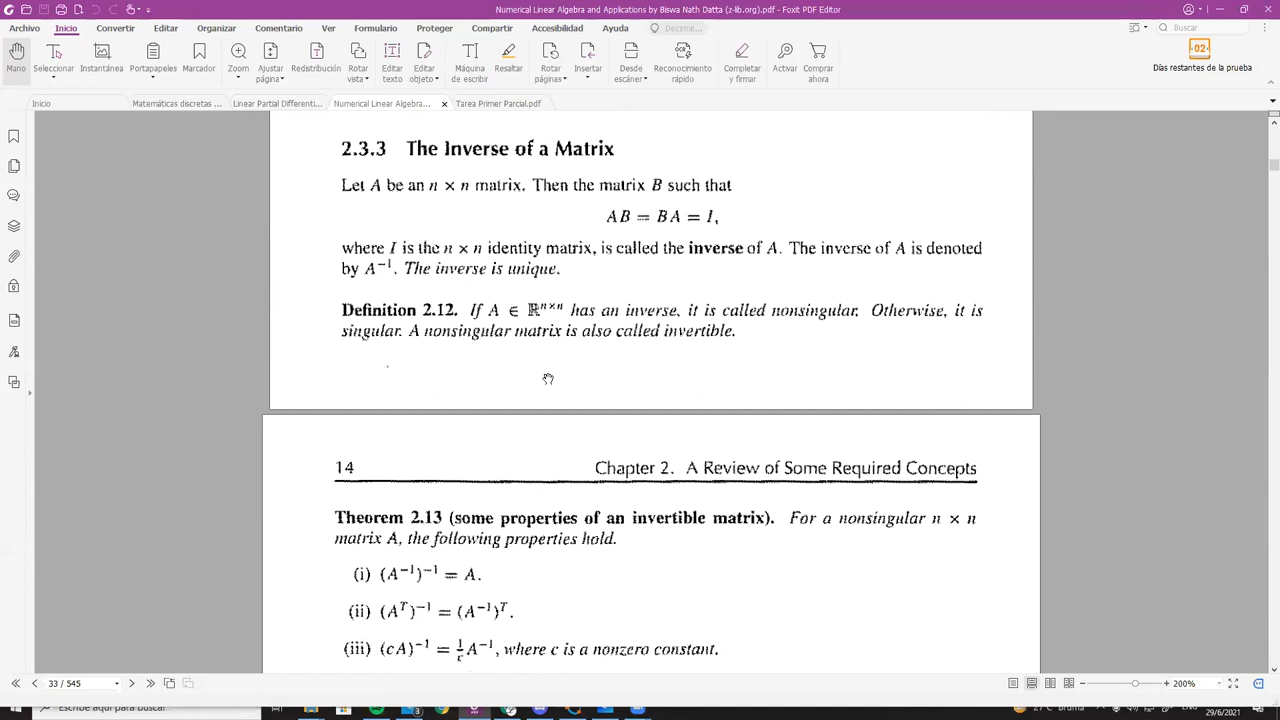 Numerical Linear Algebra and Applications by Biswa Nath Datta (z-lib.org).pdf - Foxit PDF Editor
Archivo Inicio Convertir Editar Organizar Comentario Ver Formulario Proteger Compartir Accesibilidad Ayuda Decirme... Buscar
Mano Seleccionar Instantánea Portapapeles Marcador Zoom Ajustar página Redistribución Rotar vista Editar texto Editar objeto Máquina de escribir Resaltar Rotar páginas Insertar Desde escáner Reconocimiento rápido Completar y firmar Activar Comprar ahora
02
Días restantes de la prueba
Inicio Matemáticas discretas ... Linear Partial Differenti... Numerical Linear Algebra... Tarea Primer Parcial.pdf
2.3.3 The Inverse of a Matrix
Let A be an n × n matrix. Then the matrix B such that
AB = BA = I,
where I is the n × n identity matrix, is called the inverse of A. The inverse of A is denoted
by A⁻¹. The inverse is unique.
Definition 2.12. If A ∈ ℝⁿˣⁿ has an inverse, it is called nonsingular. Otherwise, it is
singular. A nonsingular matrix is also called invertible.
14 Chapter 2. A Review of Some Required Concepts
Theorem 2.13 (some properties of an invertible matrix). For a nonsingular n × n
matrix A, the following properties hold.
(i) (A⁻¹)⁻¹ = A.
(ii) (Aᵀ)⁻¹ = (A⁻¹)ᵀ.
(iii) (cA)⁻¹ = 1/c A⁻¹, where c is a nonzero constant.
33 / 545 200%
Escribe aquí para buscar
29/6/2021